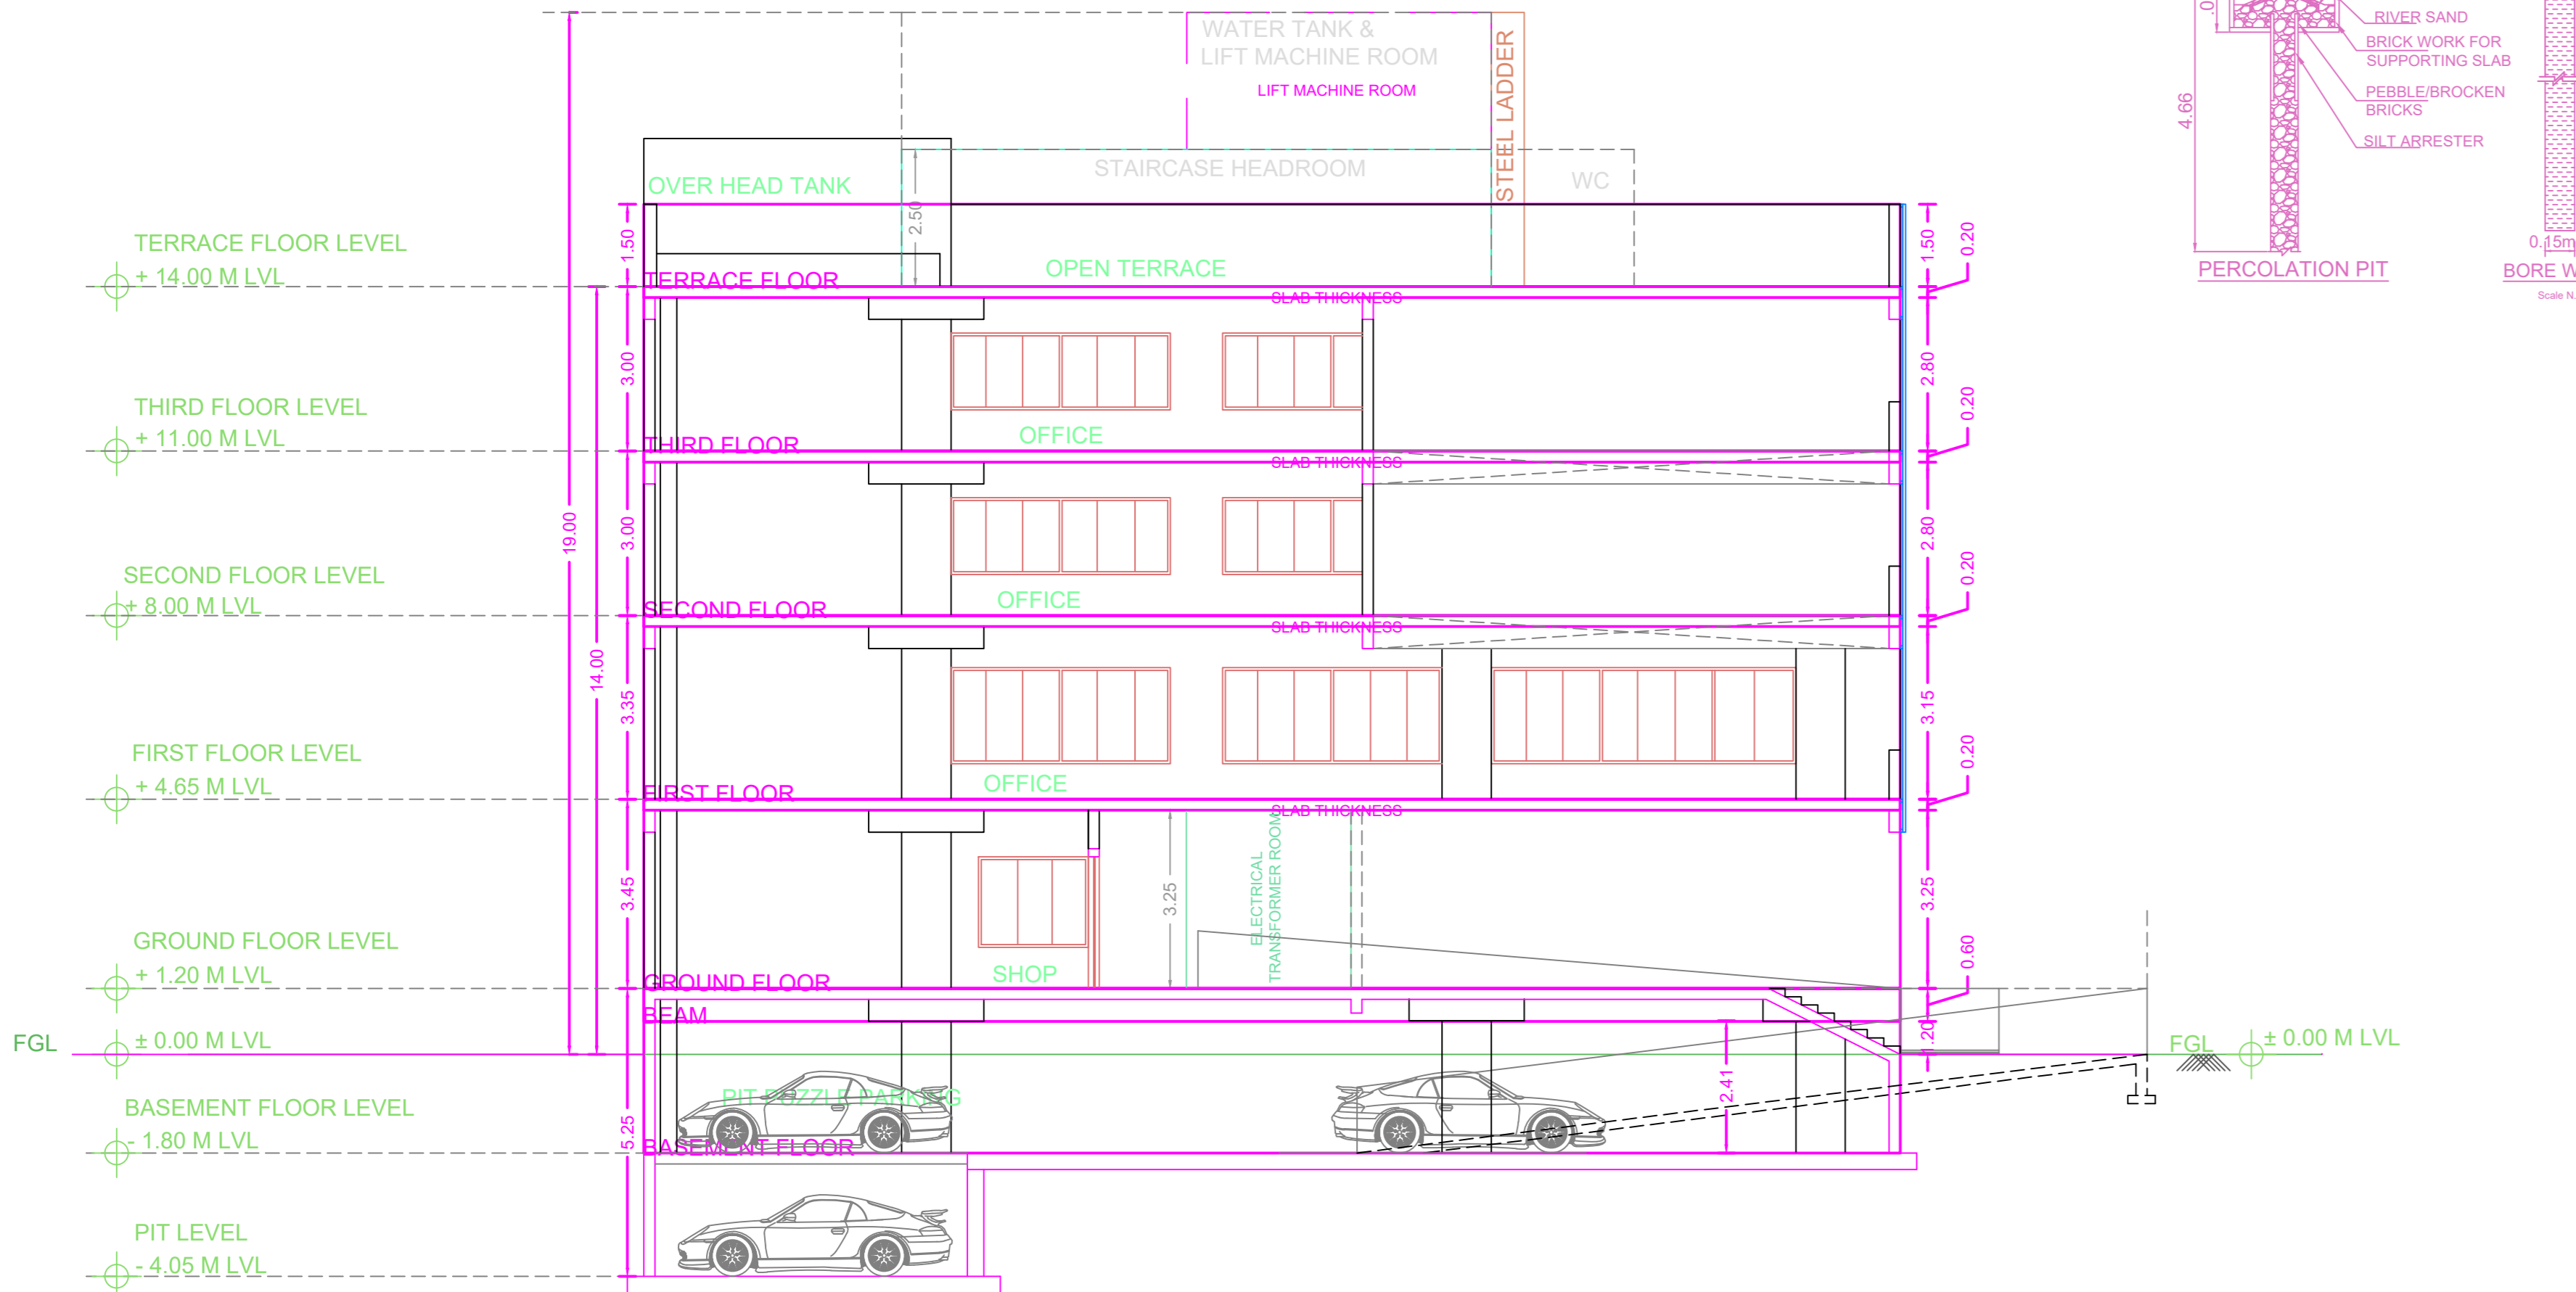 WATER TANK &
LIFT MACHINE ROOM
LIFT MACHINE ROOM
STEEL LADDER
STAIRCASE HEADROOM
WC
OVER HEAD TANK
2.50
OPEN TERRACE
RIVER SAND
BRICK WORK FOR
SUPPORTING SLAB
PEBBLE/BROCKEN
BRICKS
SILT ARRESTER
4.66
PERCOLATION PIT
0.15m
BORE W
Scale N.
TERRACE FLOOR LEVEL
+ 14.00 M LVL
1.50
TERRACE FLOOR
SLAB THICKNESS
1.50
0.20
3.00
2.80
THIRD FLOOR LEVEL
+ 11.00 M LVL
OFFICE
THIRD FLOOR
SLAB THICKNESS
0.20
19.00
3.00
2.80
SECOND FLOOR LEVEL
+ 8.00 M LVL
OFFICE
SECOND FLOOR
SLAB THICKNESS
0.20
14.00
3.35
3.15
FIRST FLOOR LEVEL
+ 4.65 M LVL
OFFICE
FIRST FLOOR
SLAB THICKNESS
0.20
3.45
3.25
ELECTRICAL
TRANSFORMER ROOM
3.25
GROUND FLOOR LEVEL
+ 1.20 M LVL
SHOP
GROUND FLOOR
0.60
BEAM
1.20
FGL
± 0.00 M LVL
FGL
± 0.00 M LVL
PIT PUZZLE PARKING
2.41
BASEMENT FLOOR LEVEL
- 1.80 M LVL
5.25
BASEMENT FLOOR
PIT LEVEL
- 4.05 M LVL